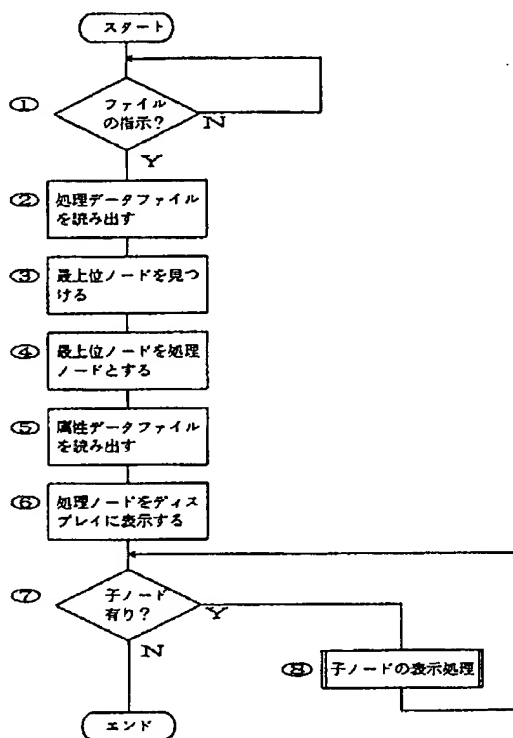 スタート
①
ファイル
の指示?
N
Y
②
処理データファイル
を読み出す
③
最上位ノードを見つ
ける
④
最上位ノードを処理
ノードとする
⑤
属性データファイル
を読み出す
⑥
処理ノードをディス
プレイに表示する
⑦
子ノード
有り?
Y
N
⑧
子ノードの表示処理
エンド